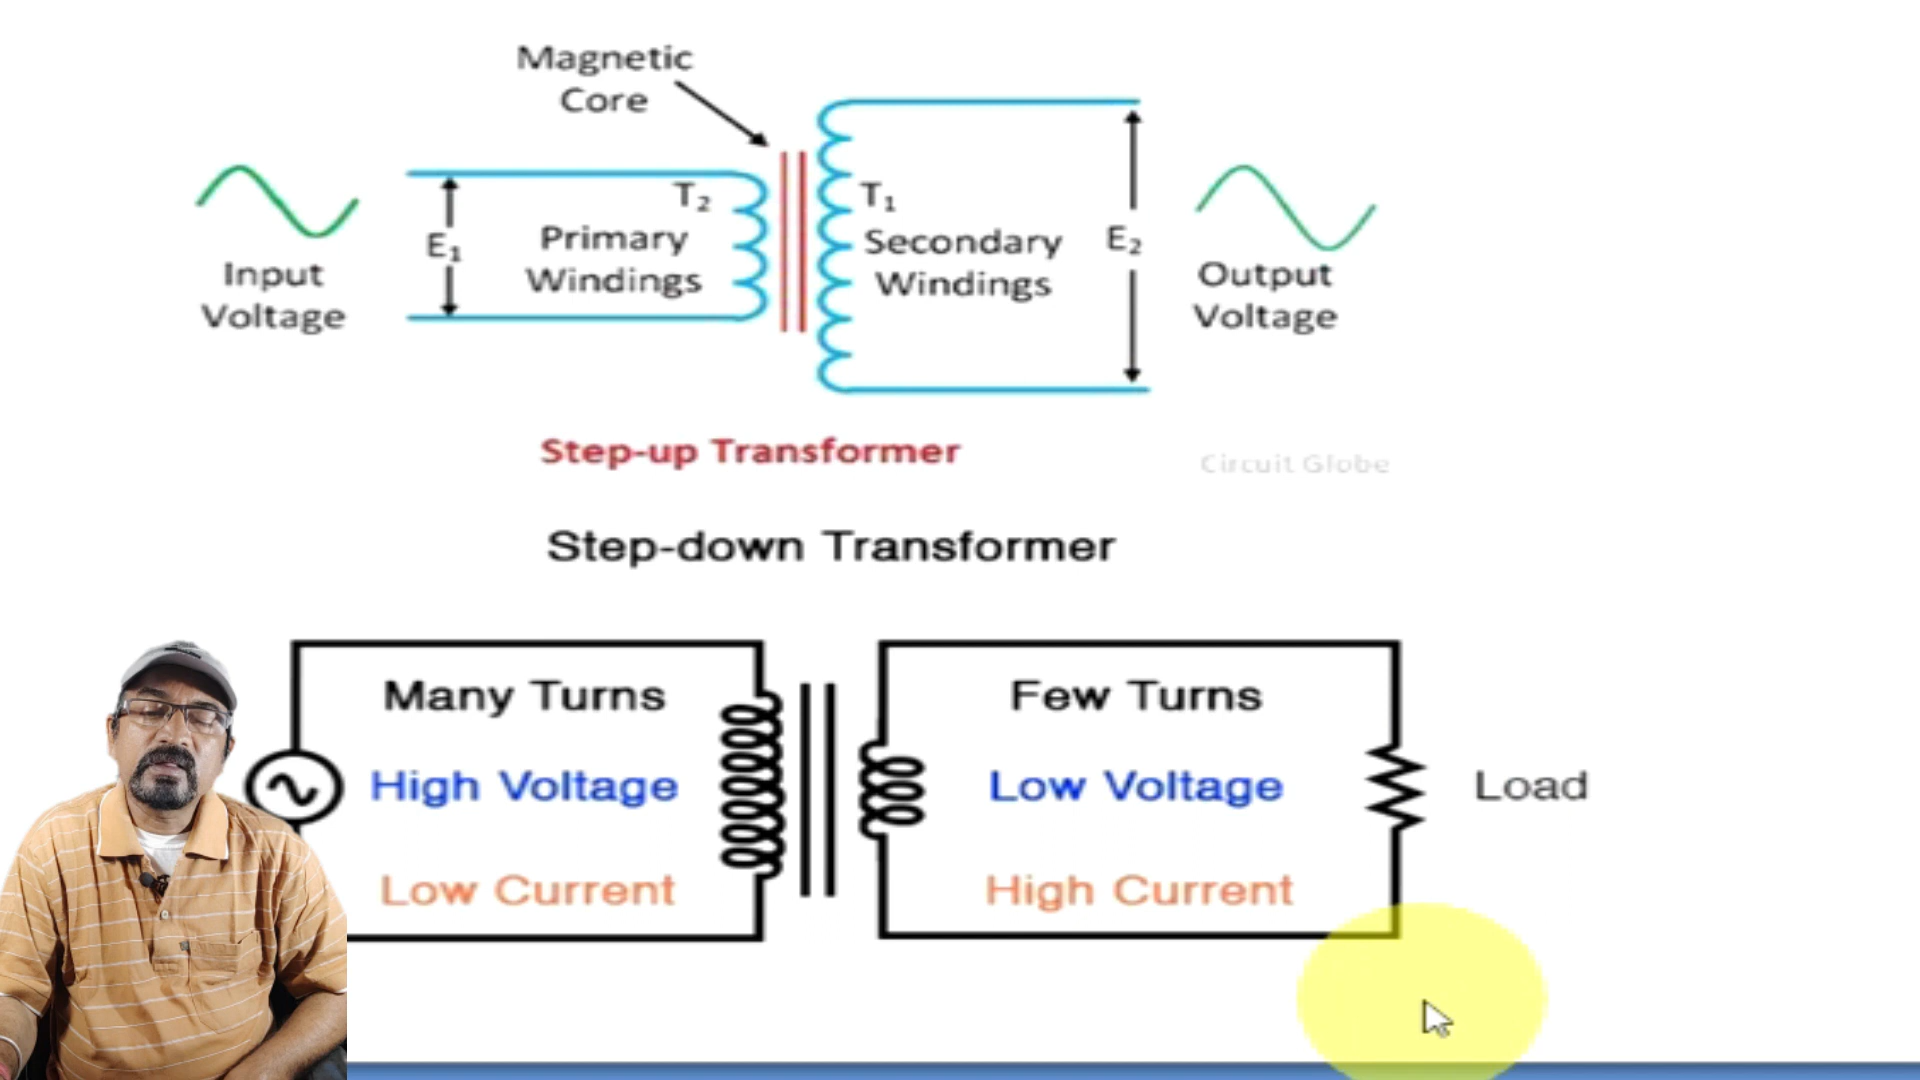 Magnetic
Core
T₂
T₁
E₁
Primary
Windings
Secondary
Windings
E₂
Input
Voltage
Output
Voltage
Step-up Transformer
Circuit Globe
Step-down Transformer
Many Turns
Few Turns
High Voltage
Low Voltage
Load
Low Current
High Current